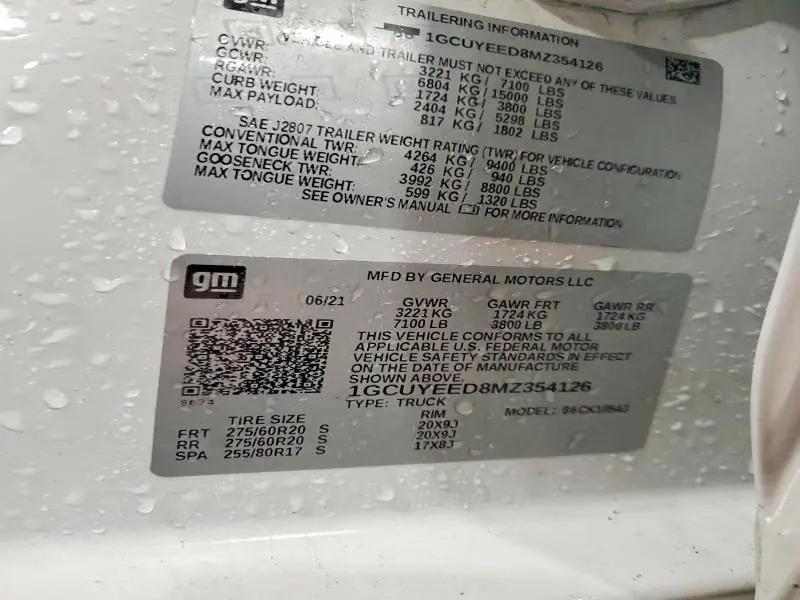 gm
TRAILERING INFORMATION
1GCUYEED8MZ354126
VEHICLE AND TRAILER MUST NOT EXCEED ANY OF THESE VALUES
GVWR: 3221 KG/ 7100 LBS
GCWR: 6804 KG/ 15000 LBS
RGAWR: 1724 KG/ 3800 LBS
CURB WEIGHT: 2404 KG/ 5298 LBS
MAX PAYLOAD: 817 KG/ 1802 LBS
SAE J2807 TRAILER WEIGHT RATING (TWR) FOR VEHICLE CONFIGURATION
CONVENTIONAL TWR: 4264 KG/ 9400 LBS
MAX TONGUE WEIGHT: 426 KG/ 940 LBS
GOOSENECK TWR: 3992 KG/ 8800 LBS
MAX TONGUE WEIGHT: 599 KG/ 1320 LBS
SEE OWNER'S MANUAL FOR MORE INFORMATION
gm
MFD BY GENERAL MOTORS LLC
06/21 GVWR GAWR FRT GAWR RR
3221 KG 1724 KG 1724 KG
7100 LB 3800 LB 3800 LB
THIS VEHICLE CONFORMS TO ALL
APPLICABLE U.S. FEDERAL MOTOR
VEHICLE SAFETY STANDARDS IN EFFECT
ON THE DATE OF MANUFACTURE
SHOWN ABOVE.
1GCUYEED8MZ354126
8624
TYPE: TRUCK MODEL:
TIRE SIZE RIM
FRT 275/60R20 S 20X9J
RR 275/60R20 S 20X9J
SPA 255/80R17 S 17X8J